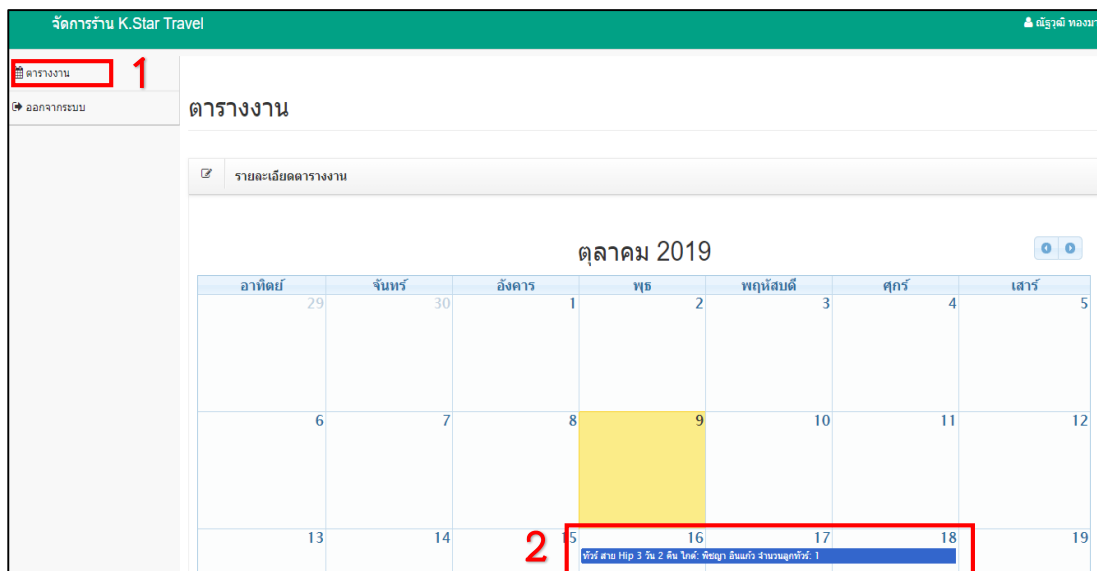 จัดการร้าน K.Star Travel
ณัฐวุฒิ ทองมา
ตารางงาน
1
ออกจากระบบ
ตารางงาน
รายละเอียดตารางงาน
ตุลาคม 2019
อาทิตย์ จันทร์ อังคาร พุธ พฤหัสบดี ศุกร์ เสาร์
29 30 1 2 3 4 5
6 7 8 9 10 11 12
13 14 15 16 17 18 19
2
ทัวร์ สาย Hip 3 วัน 2 คืน ไกด์: พิชญา อินแก้ว จำนวนลูกทัวร์: 1